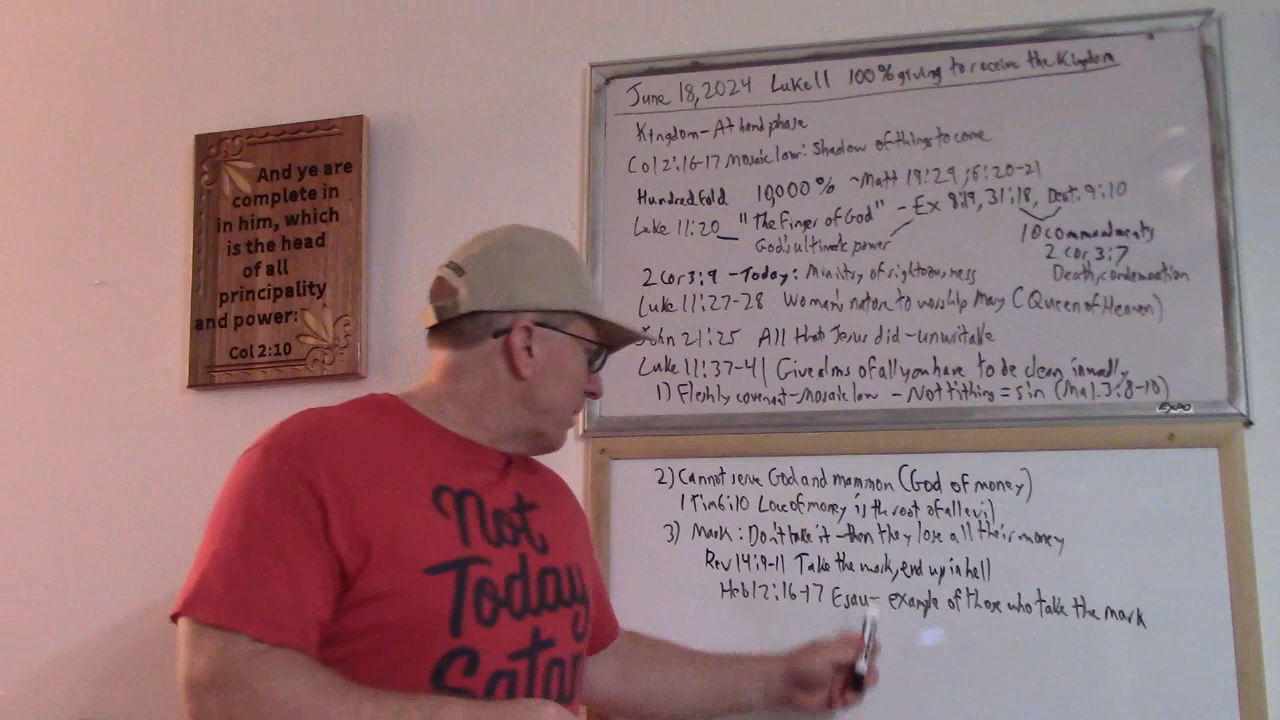 And ye are
complete in
in him, which
is the head
of all
principality
and power:
Col 2:10
Not
Today
Satan
June 18, 2024 Luke 11 100% giving to receive the Kingdom
Kingdom - At hand phase
Col 2:16-17 Mosaic law: Shadow of things to come
Hundredfold 10,000% ~Matt 19:29; 6:20-21
Luke 11:20 "The Finger of God" - Ex 8:19, 31:18, Deut. 9:10
God's ultimate power
10 commandments
2 Cor 3:7
Death, condemnation
2 Cor 3:9 - Today: Ministry of rightousness
Luke 11:27-28 Woman's nature to worship Mary (Queen of Heaven)
John 21:25 All that Jesus did - unwritable
Luke 11:37-41 Give alms of all you have to be clean inwardly
1) Fleshly covenant - Mosaic law - Not tithing = sin (Mal. 3:8-10)
EXPO
2) Cannot serve God and mammon (God of money)
1 Tim 6:10 Love of money is th root of all evil
3) Mark: Don't take it - then they lose all their money
Rev 14:9-11 Take the mark, end up in hell
Heb 12:16-17 Esau - example of those who take the mark